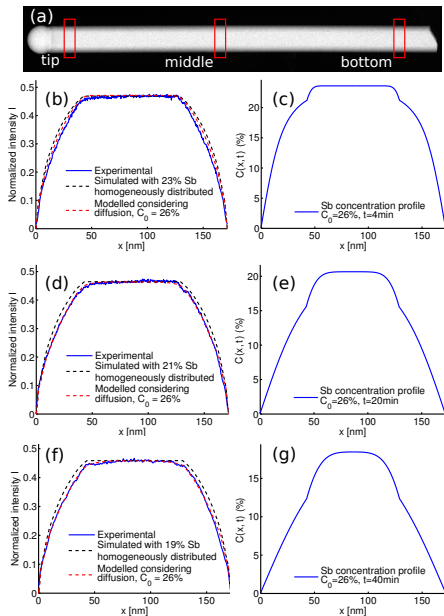 (a)
tip
middle
bottom
(b)
Normalized intensity I
0.5
0.4
0.3
0.2
0.1
0
0
50
100
150
x [nm]
Experimental
Simulated with 23% Sb
homogeneously distributed
Modelled considering
diffusion, C0 = 26%
(c)
C(x,t) (%)
20
15
10
5
0
0
50
100
150
x [nm]
Sb concentration profile
C0=26%, t=4min
(d)
Normalized intensity I
0.5
0.4
0.3
0.2
0.1
0
0
50
100
150
x [nm]
Experimental
Simulated with 21% Sb
homogeneously distributed
Modelled considering
diffusion, C0 = 26%
(e)
C(x,t) (%)
20
15
10
5
0
0
50
100
150
x [nm]
Sb concentration profile
C0=26%, t=20min
(f)
Normalized intensity I
0.5
0.4
0.3
0.2
0.1
0
0
50
100
150
x [nm]
Experimental
Simulated with 19% Sb
homogeneously distributed
Modelled considering
diffusion, C0 = 26%
(g)
C(x,t) (%)
15
10
5
0
0
50
100
150
x [nm]
Sb concentration profile
C0=26%, t=40min